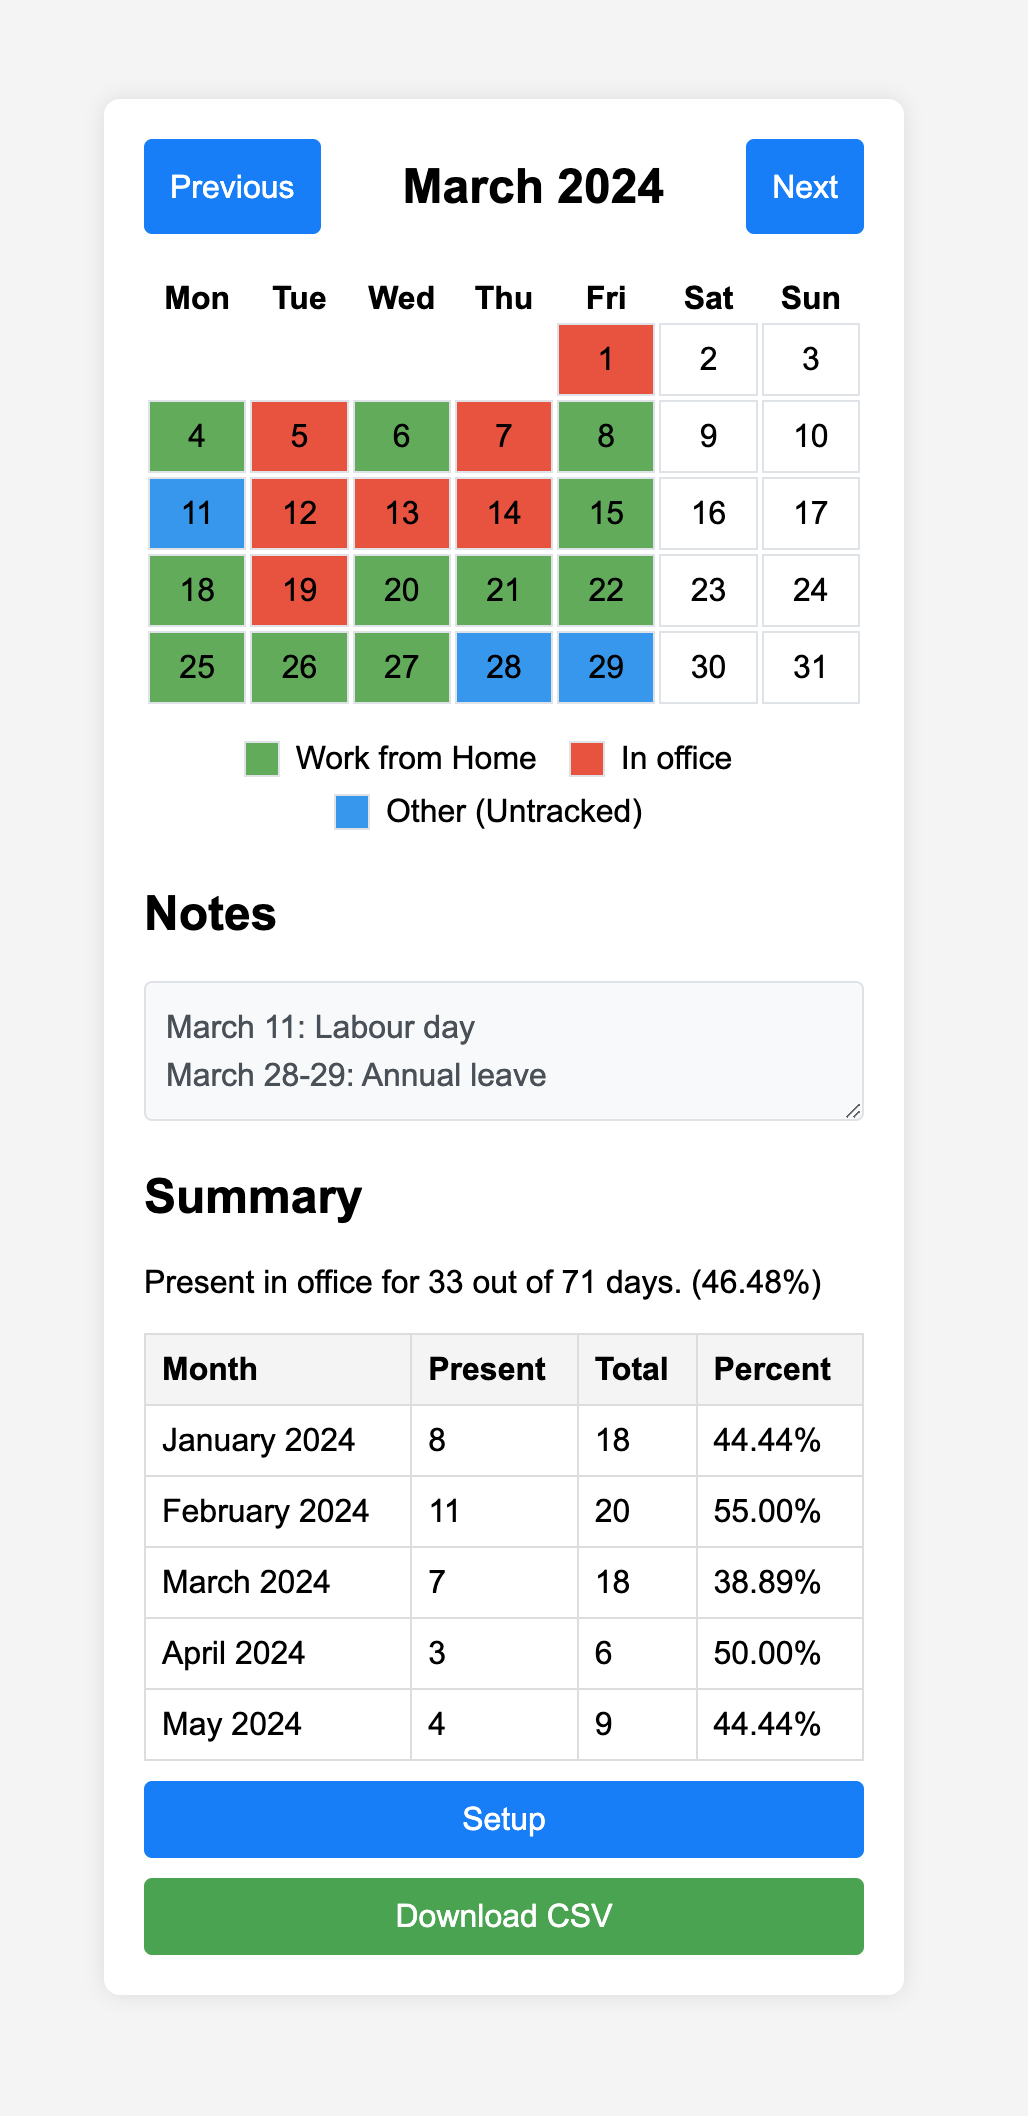 Previous
March 2024
Next
Mon Tue Wed Thu Fri Sat Sun
1 2 3
4 5 6 7 8 9 10
11 12 13 14 15 16 17
18 19 20 21 22 23 24
25 26 27 28 29 30 31
Work from Home In office
Other (Untracked)
Notes
March 11: Labour day
March 28-29: Annual leave
Summary
Present in office for 33 out of 71 days. (46.48%)
Month Present Total Percent
January 2024 8 18 44.44%
February 2024 11 20 55.00%
March 2024 7 18 38.89%
April 2024 3 6 50.00%
May 2024 4 9 44.44%
Setup
Download CSV